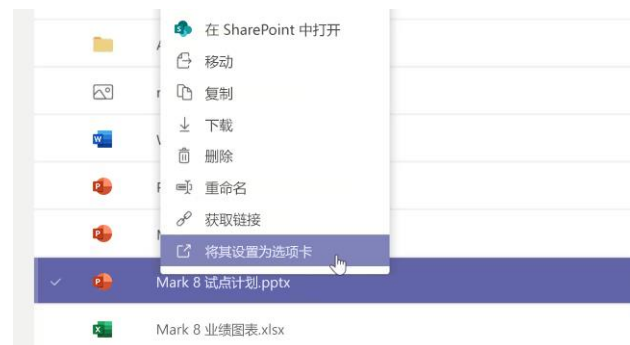 在 SharePoint 中打开
移动
复制
下载
删除
重命名
获取链接
将其设置为选项卡
Mark 8 试点计划.pptx
Mark 8 业绩图表.xlsx